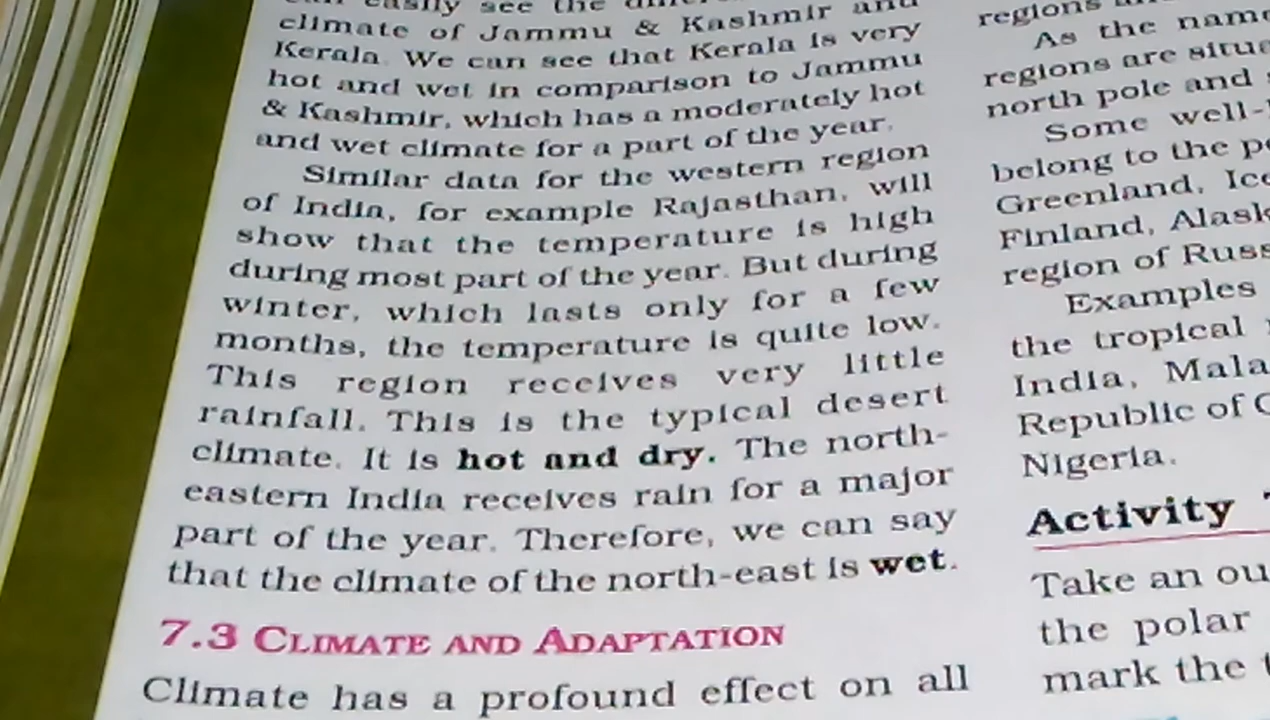 easily see the
climate of Jammu & Kashmir and
Kerala. We can see that Kerala is very
hot and wet in comparison to Jammu
& Kashmir, which has a moderately hot
and wet climate for a part of the year.
Similar data for the western region
of India, for example Rajasthan, will
show that the temperature is high
during most part of the year. But during
winter, which lasts only for a few
months, the temperature is quite low.
This region receives very little
rainfall. This is the typical desert
climate. It is hot and dry. The north-
eastern India receives rain for a major
part of the year. Therefore, we can say
that the climate of the north-east is wet.
7.3 CLIMATE AND ADAPTATION
Climate has a profound effect on all
regions
As the name
regions are
north pole and
Some well-
belong to the
Greenland,
Finland,
region of
Examples
the tropical
India,
Republic of
Nigeria.
Activity
Take an
the polar
mark the